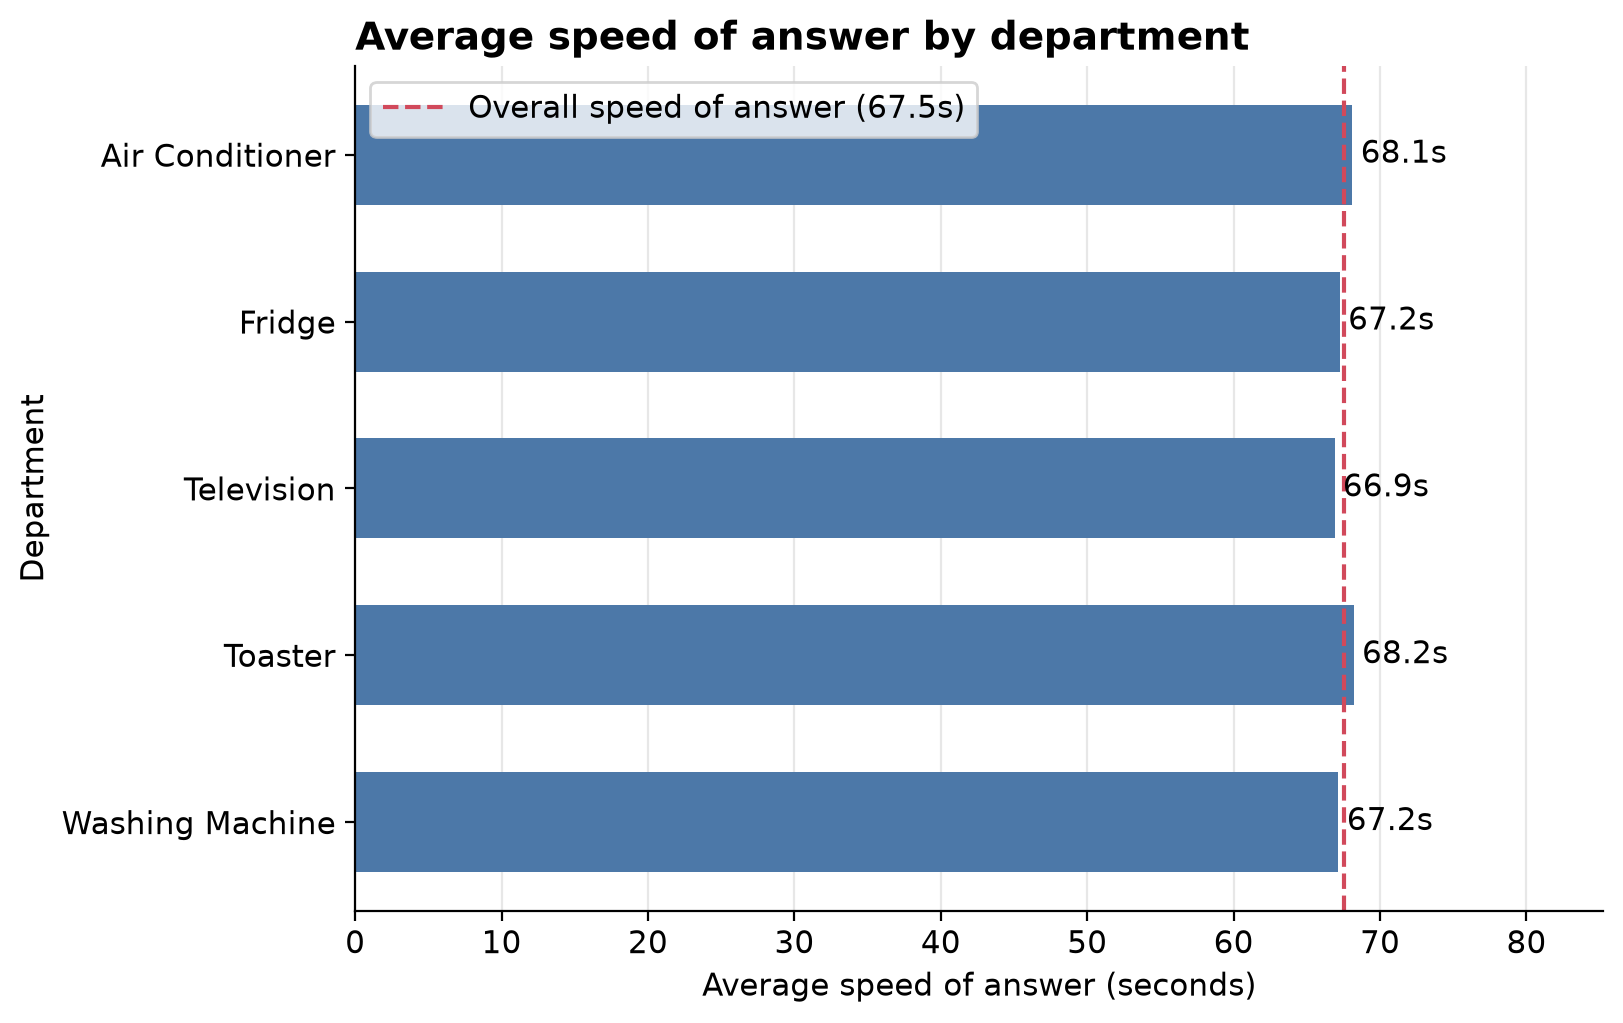 Average speed of answer by department
Overall speed of answer (67.5s)
Air Conditioner
68.1s
Fridge
67.2s
Television
66.9s
Toaster
68.2s
Washing Machine
67.2s
Department
0 10 20 30 40 50 60 70 80
Average speed of answer (seconds)